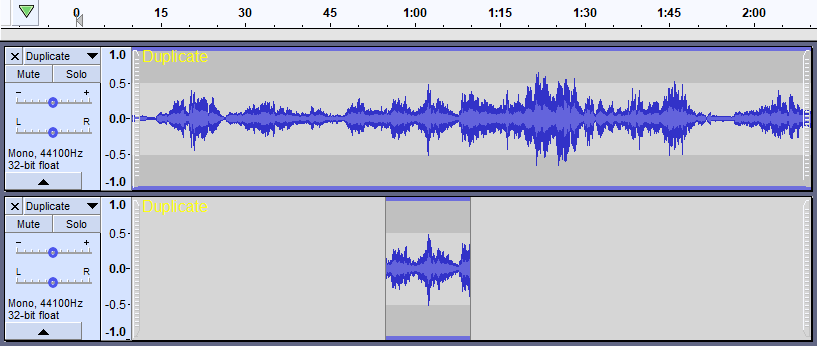 0 15 30 45 1:00 1:15 1:30 1:45 2:00
X Duplicate
Mute Solo
- +
L R
Mono, 44100Hz
32-bit float
1.0
0.5-
0.0-
-0.5-
-1.0
Duplicate
X Duplicate
Mute Solo
- +
L R
Mono, 44100Hz
32-bit float
1.0
0.5-
0.0-
-0.5-
-1.0
Duplicate